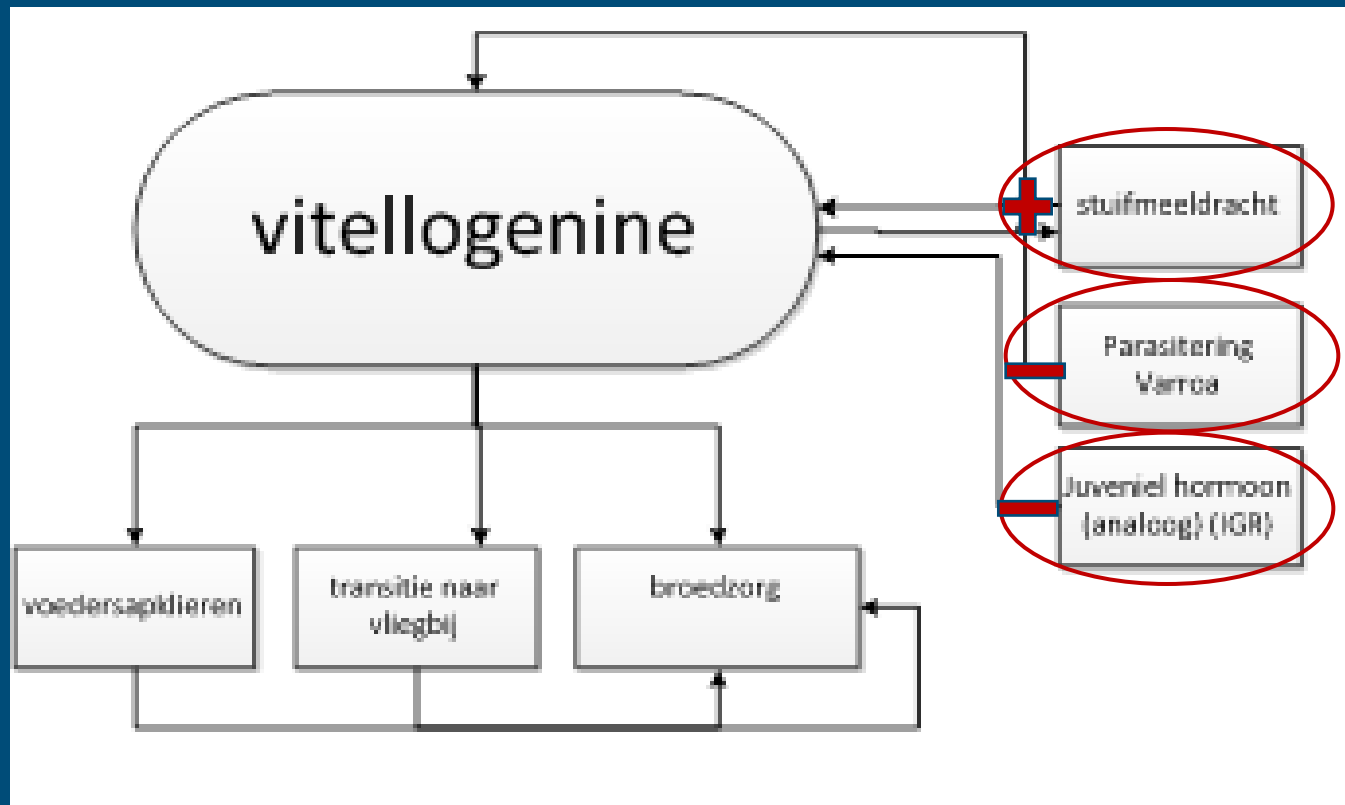 vitellogenine
stuifmeeldracht
Parasitering
Varroa
Juveniel hormoon
(analoog) (IGR)
voedersapklieren
transitie naar
vliegbij
broedzorg